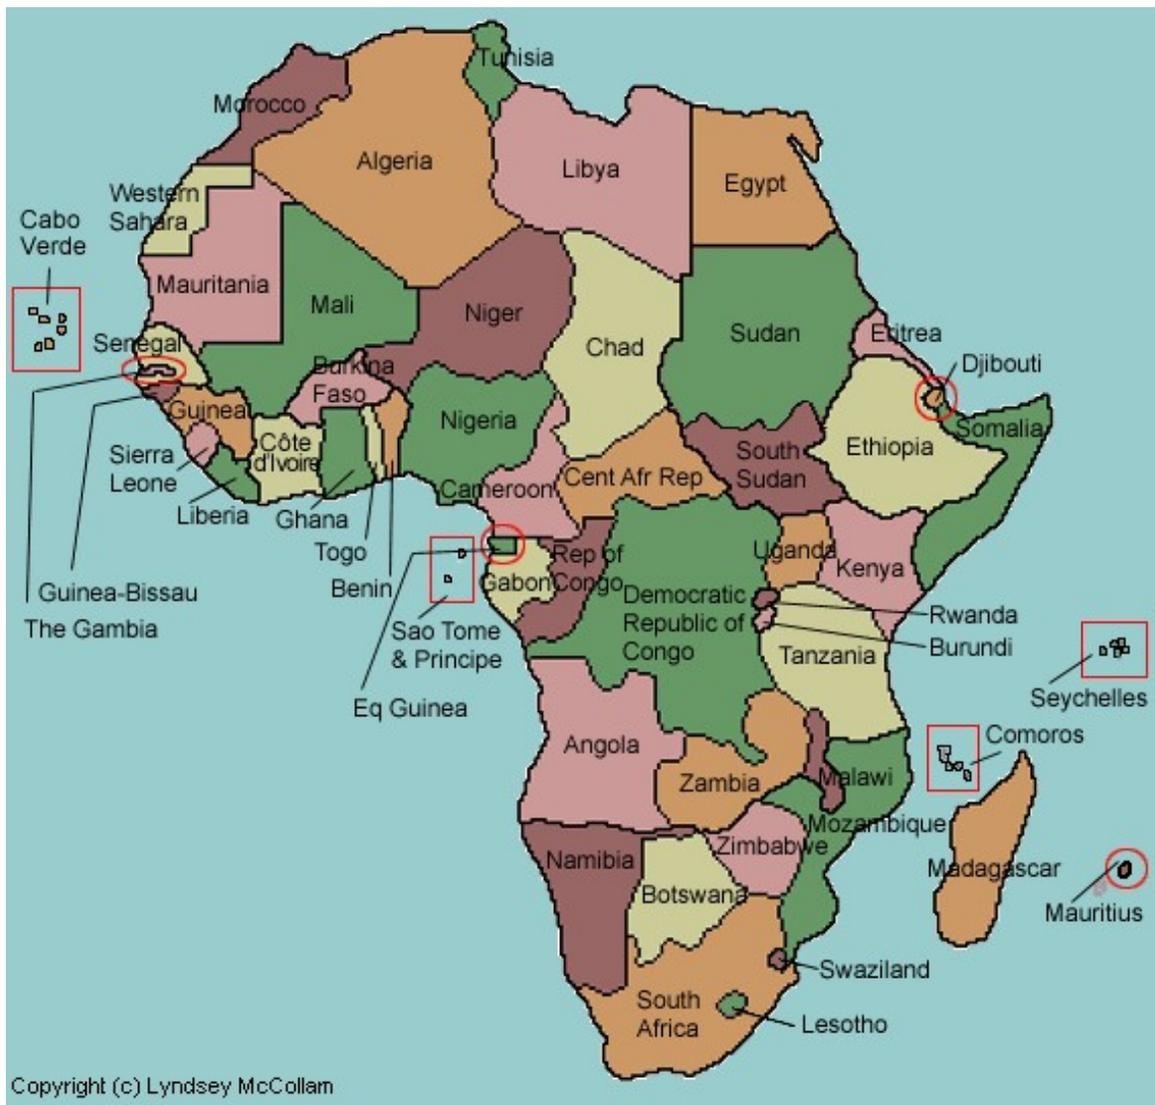 Tunisia
Morocco
Algeria
Libya
Egypt
Western
Sahara
Cabo
Verde
Mauritania
Mali
Niger
Chad
Sudan
Eritrea
Senegal
Djibouti
Burkina
Faso
Guinea
Nigeria
Somalia
Côte
d'Ivoire
Ethiopia
South
Sudan
Sierra
Leone
Cent Afr Rep
Cameroon
Liberia
Ghana
Togo
Benin
Uganda
Kenya
Rep of
Congo
Gabon
Guinea-Bissau
The Gambia
Democratic
Republic of
Congo
Rwanda
Burundi
Sao Tome
& Principe
Tanzania
Eq Guinea
Seychelles
Comoros
Angola
Zambia
Malawi
Mozambique
Zimbabwe
Namibia
Madagascar
Botswana
Mauritius
Swaziland
South
Africa
Lesotho
Copyright (c) Lyndsey McCollam